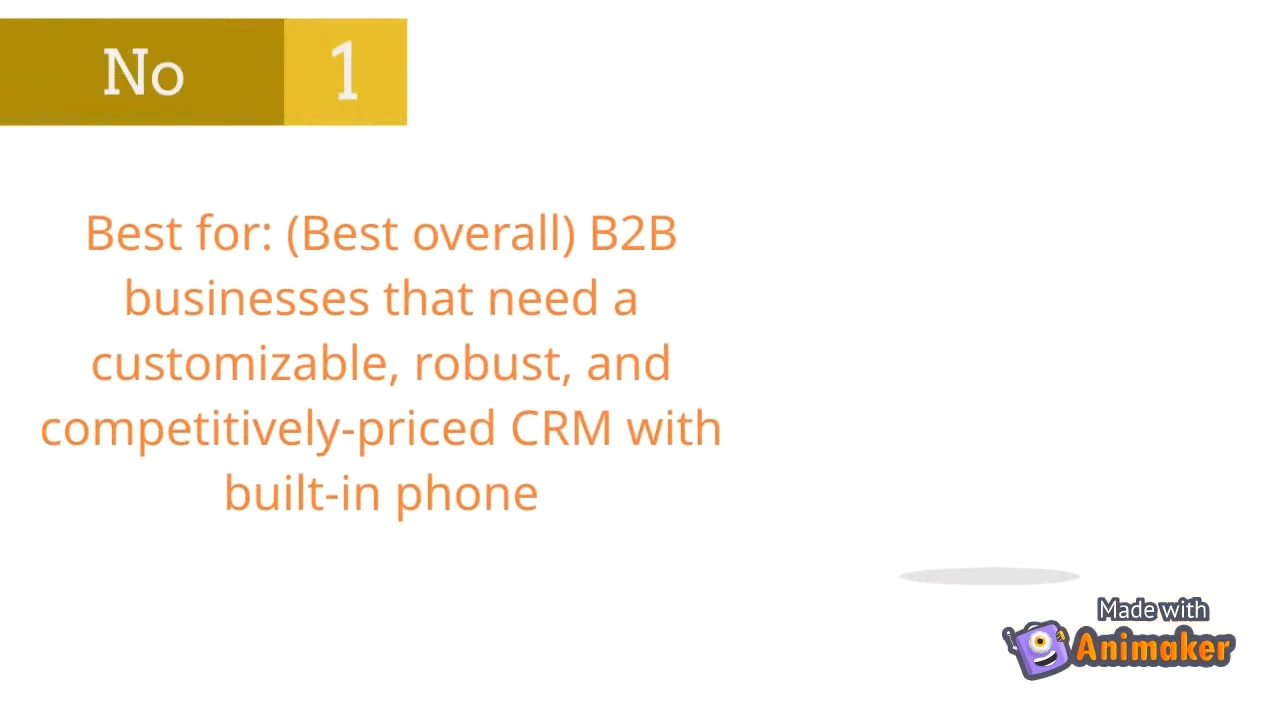 No 1
Best for: (Best overall) B2B
businesses that need a
customizable, robust, and
competitively-priced CRM with
built-in phone
Made with
Animaker